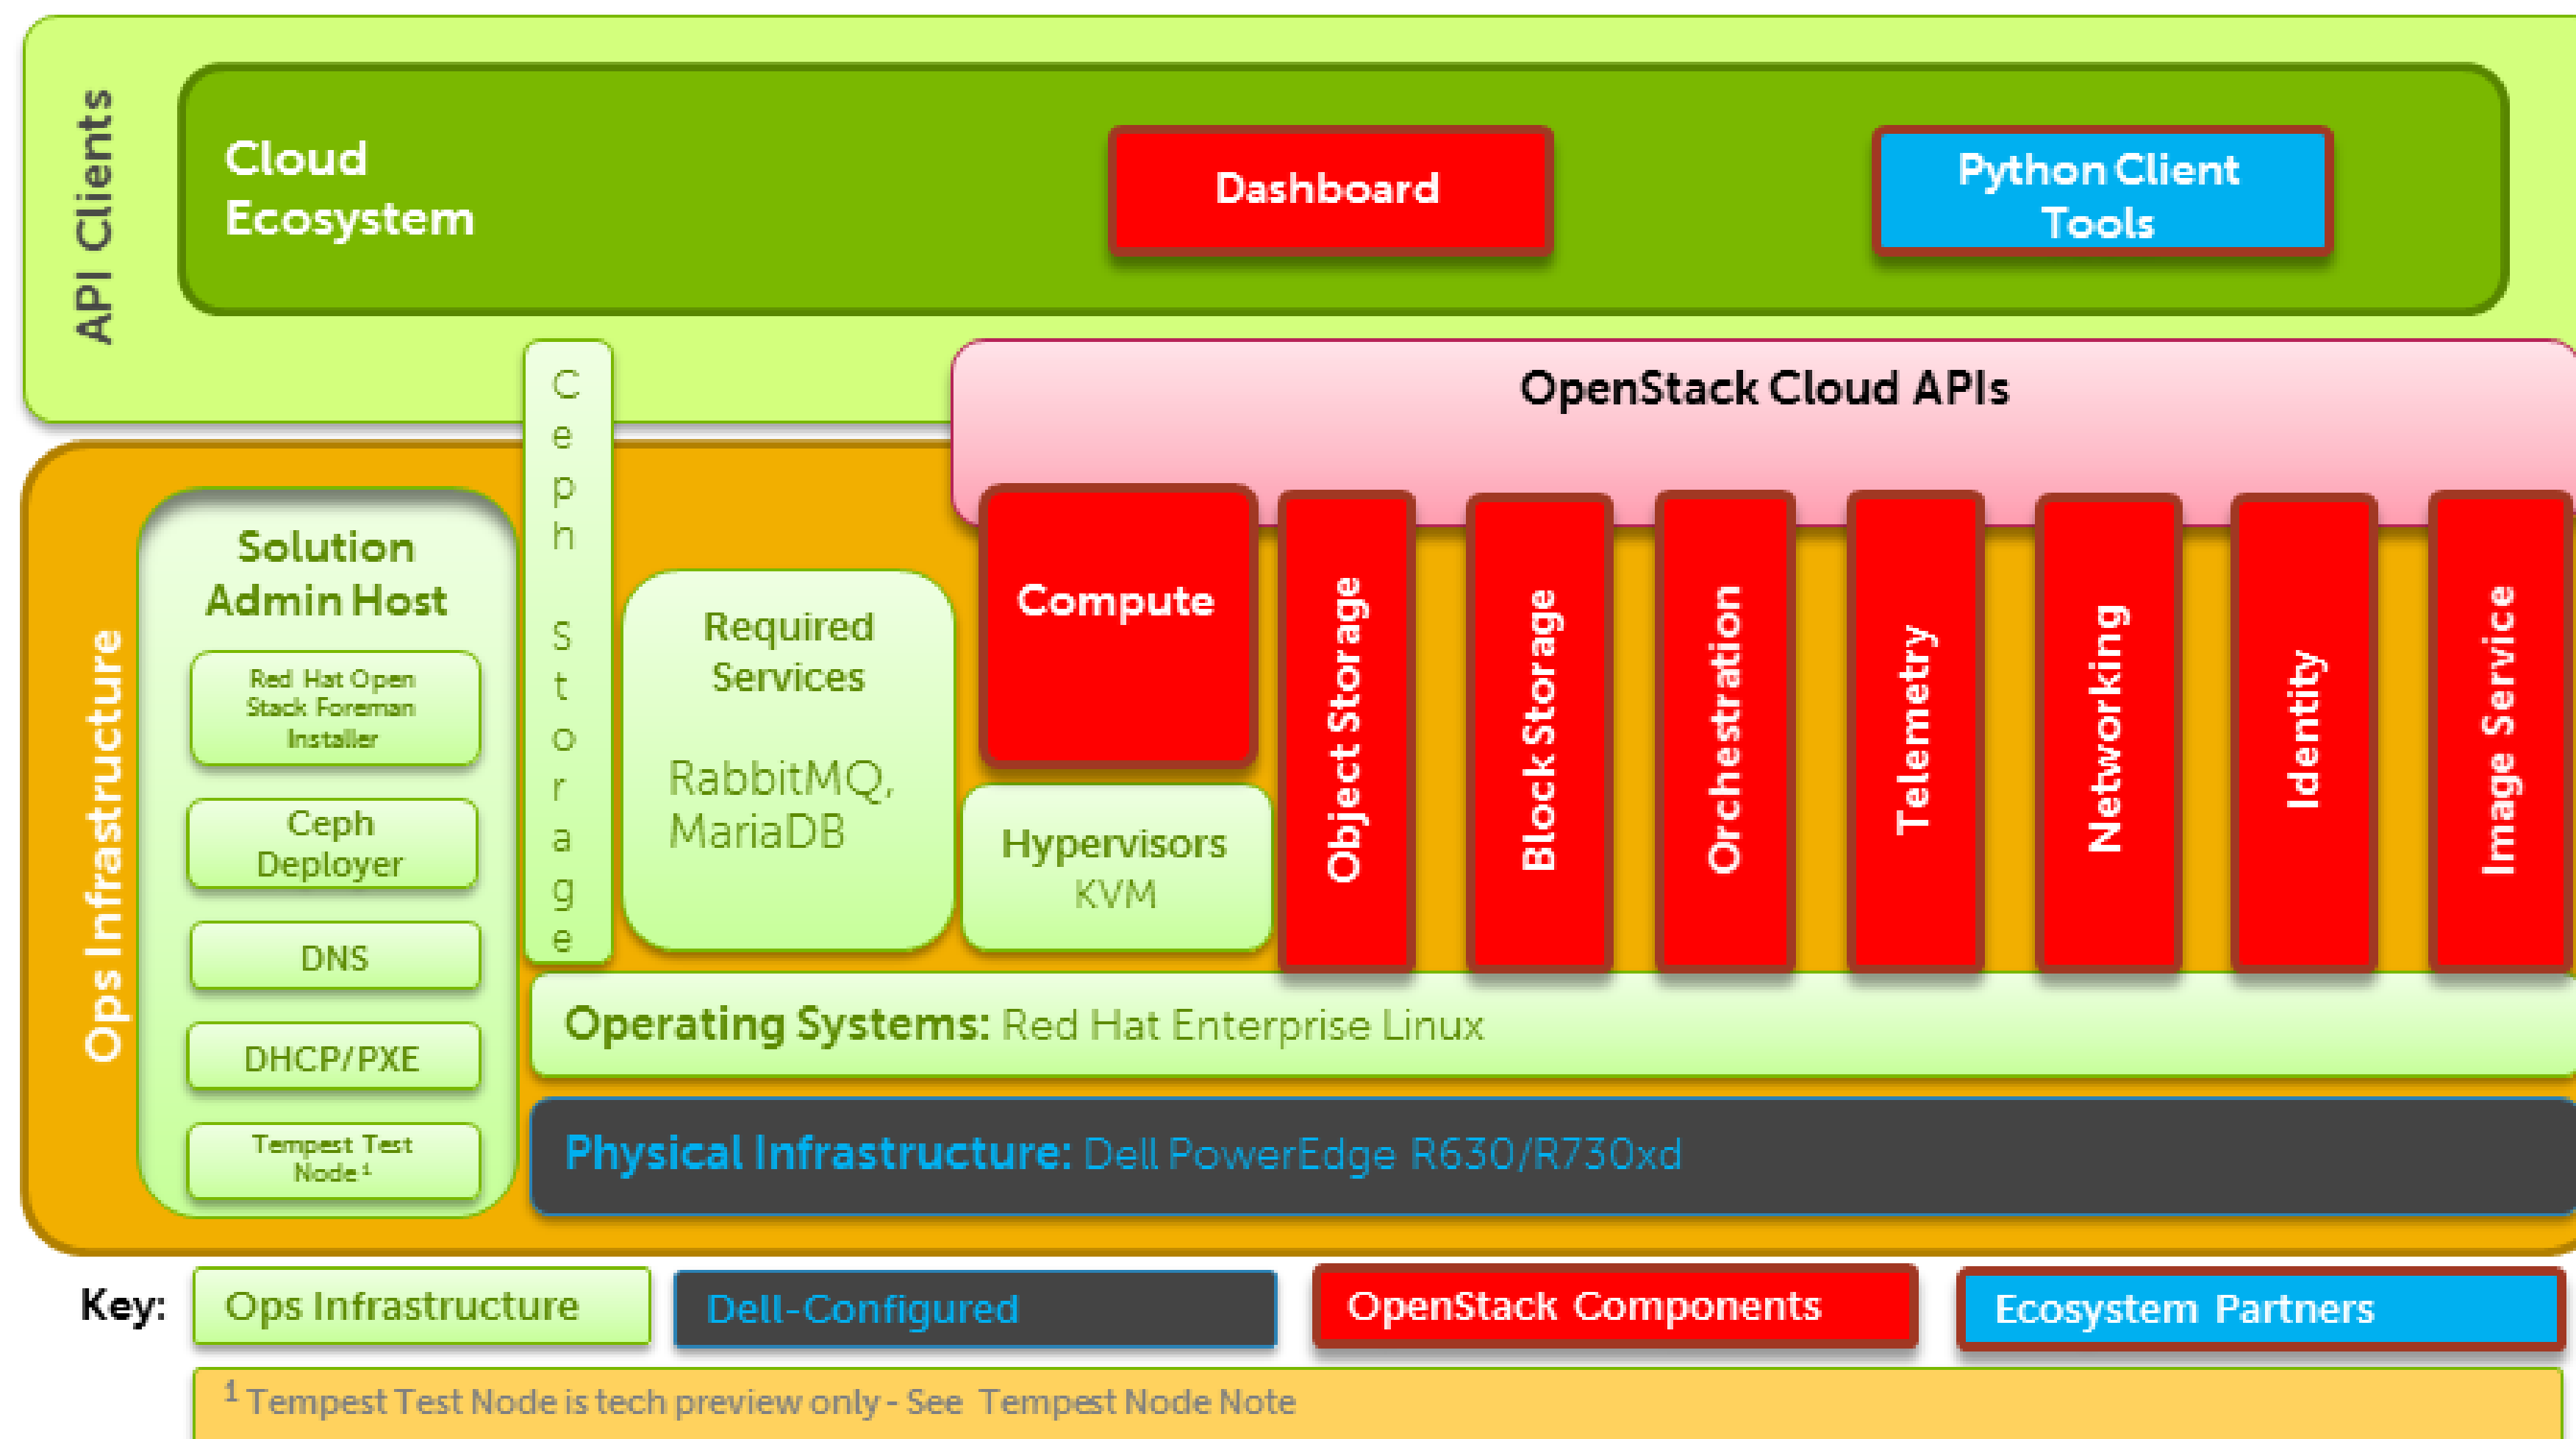 API Clients
Cloud
Ecosystem
Dashboard
Python Client
Tools
OpenStack Cloud APIs
Ops Infrastructure
Solution
Admin Host
Red Hat Open
Stack Foreman
Installer
Ceph
Deployer
DNS
DHCP/PXE
Tempest Test
Node.¹
Ceph Storage
Required
Services
RabbitMQ,
MariaDB
Compute
Hypervisors
KVM
Object Storage
Block Storage
Orchestration
Telemetry
Networking
Identity
Image Service
Operating Systems: Red Hat Enterprise Linux
Physical Infrastructure: Dell PowerEdge R630/R730xd
Key:
Ops Infrastructure
Dell-Configured
OpenStack Components
Ecosystem Partners
¹ Tempest Test Node is tech preview only - See Tempest Node Note